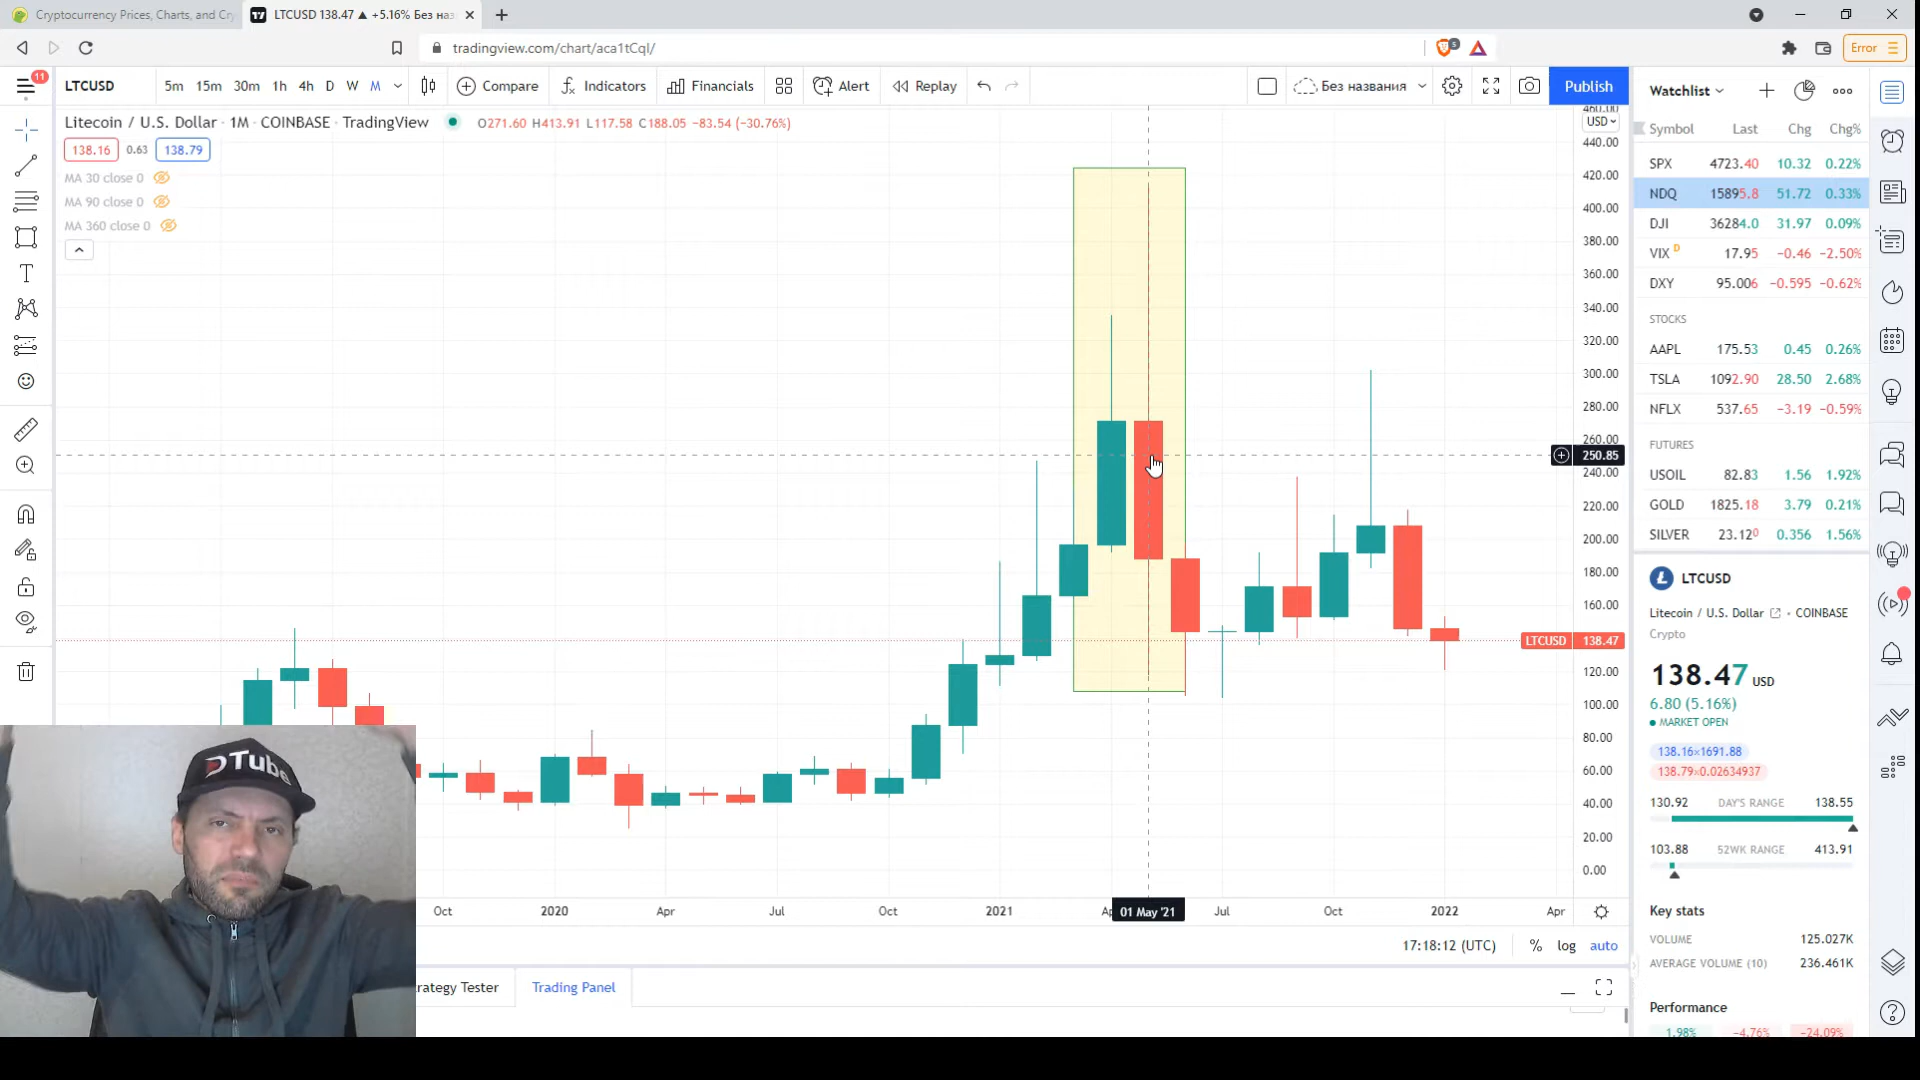 Cryptocurrency Prices, Charts, and Cry
LTCUSD 138.47 ▲ +5.16% Без наз
tradingview.com/chart/aca1tCql/
5
Error
11
LTCUSD
5m 15m 30m 1h 4h D W M
Compare
Indicators
Financials
Alert
Replay
Без названия
Publish
Litecoin / U.S. Dollar · 1M · COINBASE · TradingView
O271.60 H413.91 L117.58 C188.05 −83.54 (−30.76%)
138.16 0.63 138.79
MA 30 close 0
MA 90 close 0
MA 360 close 0
460.00
USD
440.00
420.00
400.00
380.00
360.00
340.00
320.00
300.00
280.00
260.00
250.85
240.00
220.00
200.00
180.00
160.00
LTCUSD 138.47
120.00
100.00
80.00
60.00
40.00
20.00
0.00
Oct 2020 Apr Jul Oct 2021 Ap 01 May '21 Jul Oct 2022 Apr
17:18:12 (UTC) % log auto
rategy Tester
Trading Panel
DTube
Watchlist
Symbol Last Chg Chg%
SPX 4723.40 10.32 0.22%
NDQ 15895.8 51.72 0.33%
DJI 36284.0 31.97 0.09%
VIX D 17.95 −0.46 −2.50%
DXY 95.006 −0.595 −0.62%
STOCKS
AAPL 175.53 0.45 0.26%
TSLA 1092.90 28.50 2.68%
NFLX 537.65 −3.19 −0.59%
FUTURES
USOIL 82.83 1.56 1.92%
GOLD 1825.18 3.79 0.21%
SILVER 23.120 0.356 1.56%
LTCUSD
Litecoin / U.S. Dollar · COINBASE
Crypto
138.47 USD
6.80 (5.16%)
MARKET OPEN
138.16×1691.88
138.79×0.02634937
130.92 DAY'S RANGE 138.55
103.88 52WK RANGE 413.91
Key stats
VOLUME 125.027K
AVERAGE VOLUME (10) 236.461K
Performance
1.98% −4.76% −24.09%